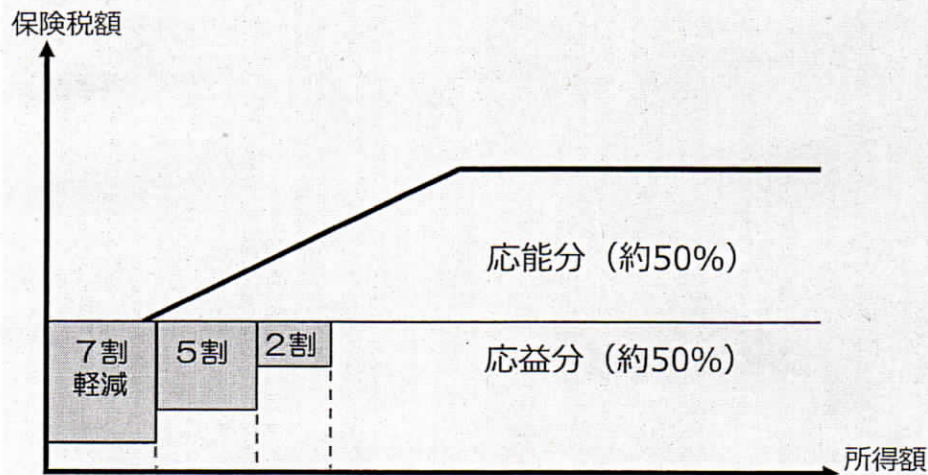 保険税額
応能分（約50%）
7割
軽減
5割
2割
応益分（約50%）
所得額